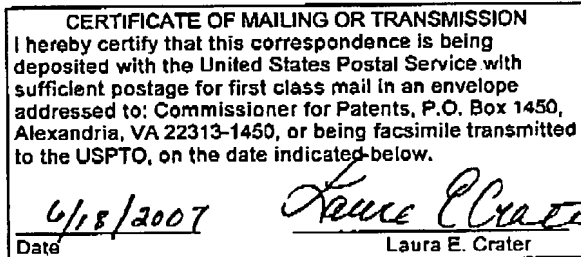 CERTIFICATE OF MAILING OR TRANSMISSION
I hereby certify that this correspondence is being
deposited with the United States Postal Service with
sufficient postage for first class mail in an envelope
addressed to: Commissioner for Patents, P.O. Box 1450,
Alexandria, VA 22313-1450, or being facsimile transmitted
to the USPTO, on the date indicated below.
6/18/2007 Laura E Crater
Date Laura E. Crater